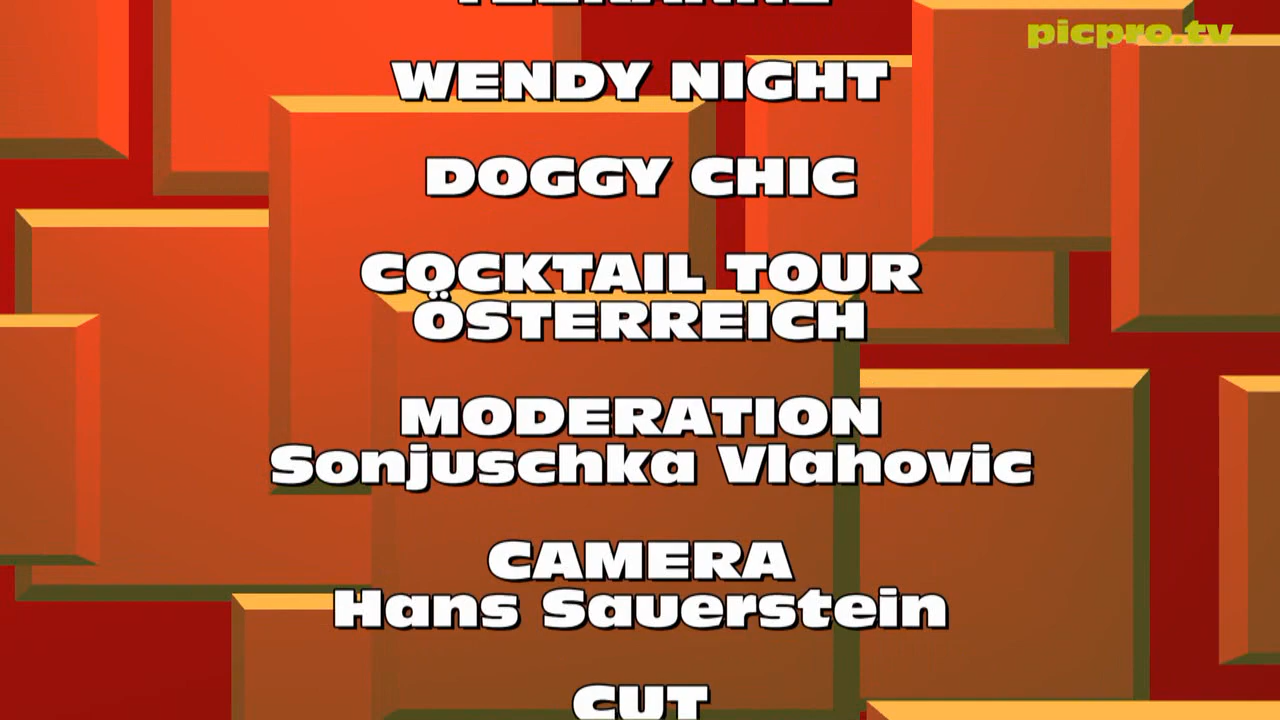 picpro.tv
WENDY NIGHT
DOGGY CHIC
COCKTAIL TOUR
ÖSTERREICH
MODERATION
Sonjuschka Vlahovic
CAMERA
Hans Sauerstein
CUT